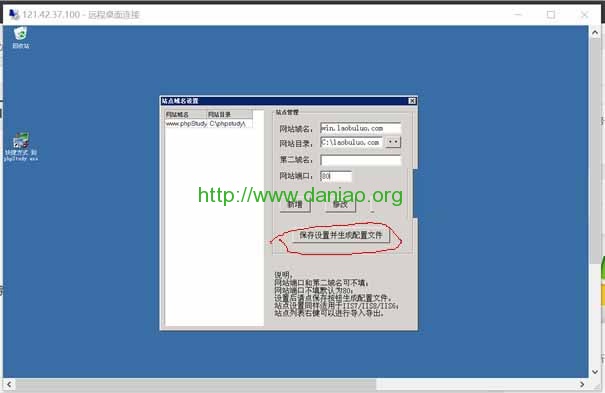 121.42.37.100 - 远程桌面连接
回收站
快捷方式 到
phpStudy.exe
站点域名设置
网站域名 网站目录
www.phpStudy C:\phpstudy\
站点管理
网站域名: win.laobuluo.com
网站目录: C:\laobuluo.com
第二域名:
网站端口: 80
新增 修改
http://www.daniao.org
保存设置并生成配置文件
说明:
网站端口和第二域名可不填;
网站端口不填默认为80;
设置后请点保存按钮生成配置文件。
站点设置同样适用于IIS7/IIS8/IIS6;
站点列表右键可以进行导入导出。